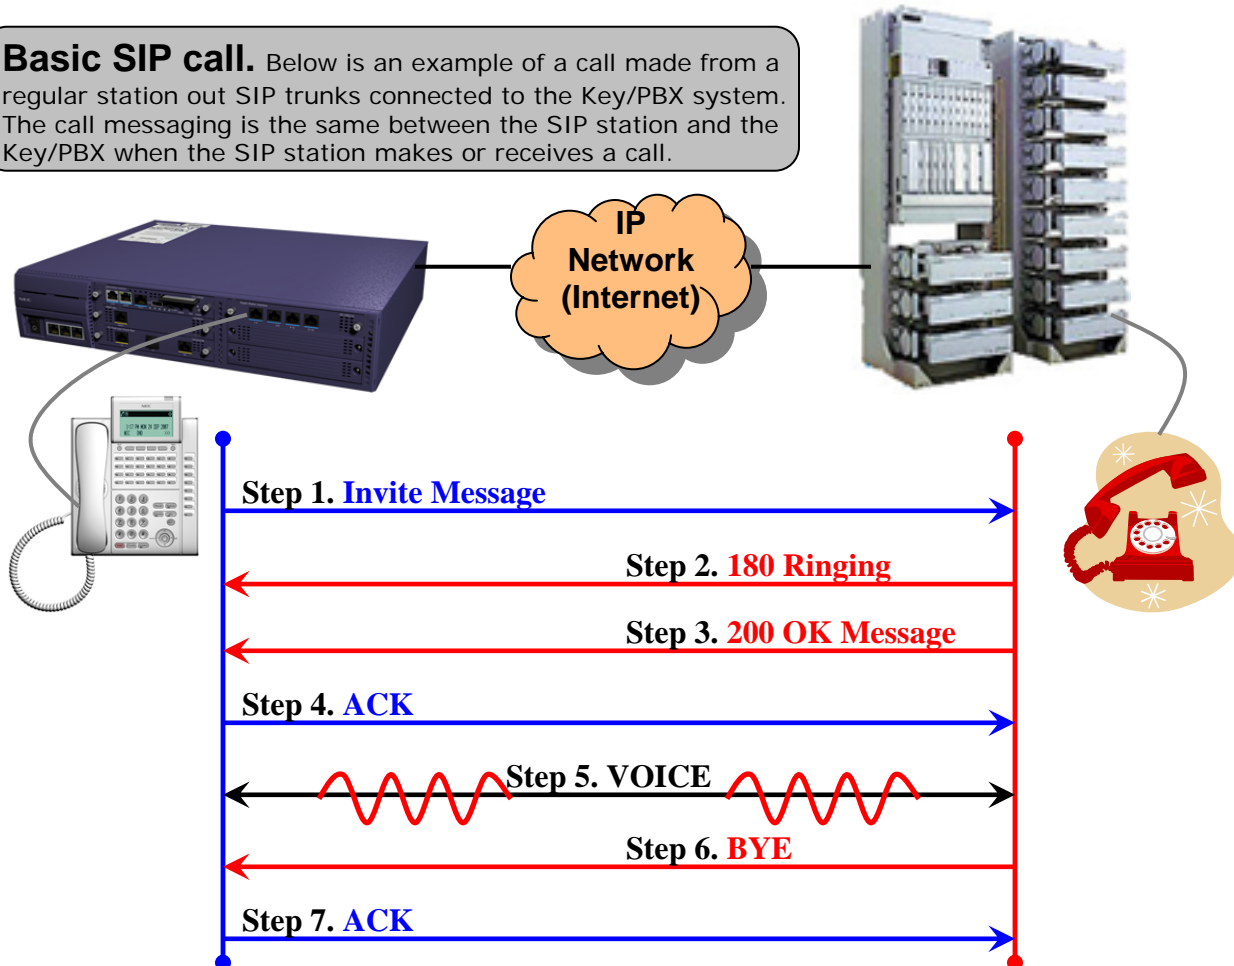 Basic SIP call. Below is an example of a call made from a
regular station out SIP trunks connected to the Key/PBX system.
The call messaging is the same between the SIP station and the
Key/PBX when the SIP station makes or receives a call.
IP
Network
(Internet)
Step 1. Invite Message
Step 2. 180 Ringing
Step 3. 200 OK Message
Step 4. ACK
Step 5. VOICE
Step 6. BYE
Step 7. ACK